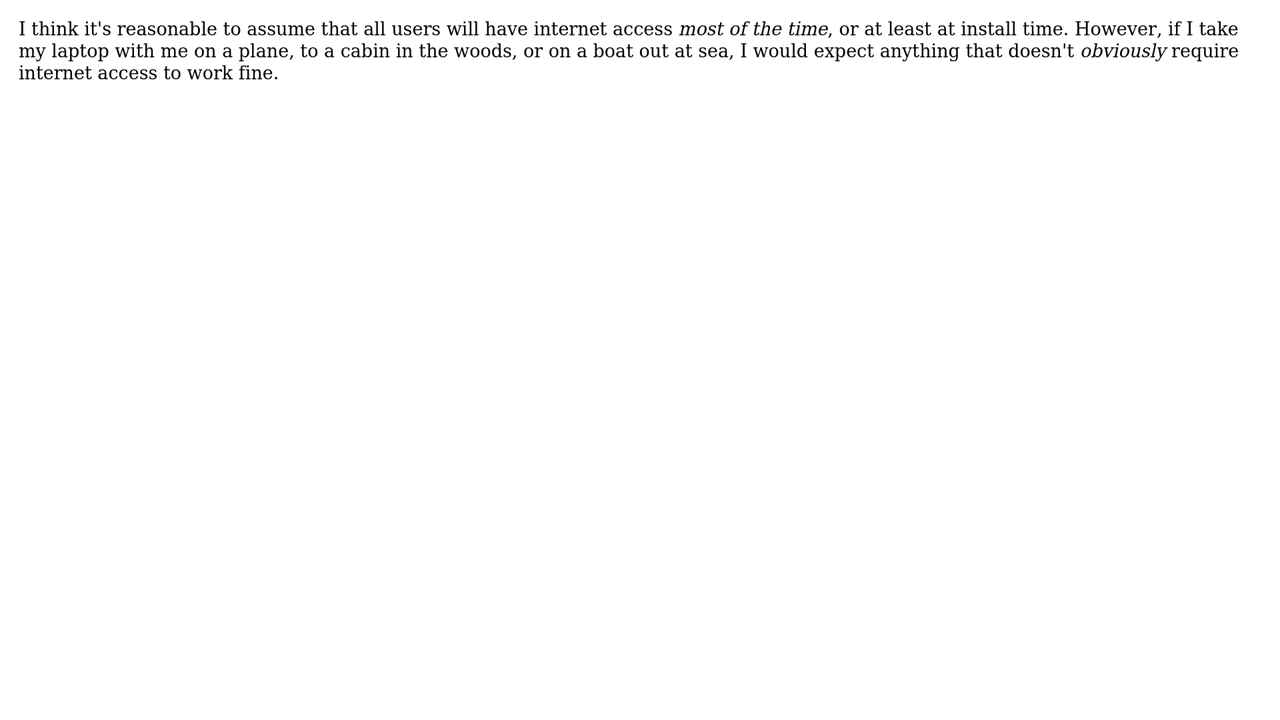 I think it's reasonable to assume that all users will have internet access most of the time, or at least at install time. However, if I take
my laptop with me on a plane, to a cabin in the woods, or on a boat out at sea, I would expect anything that doesn't obviously require
internet access to work fine.